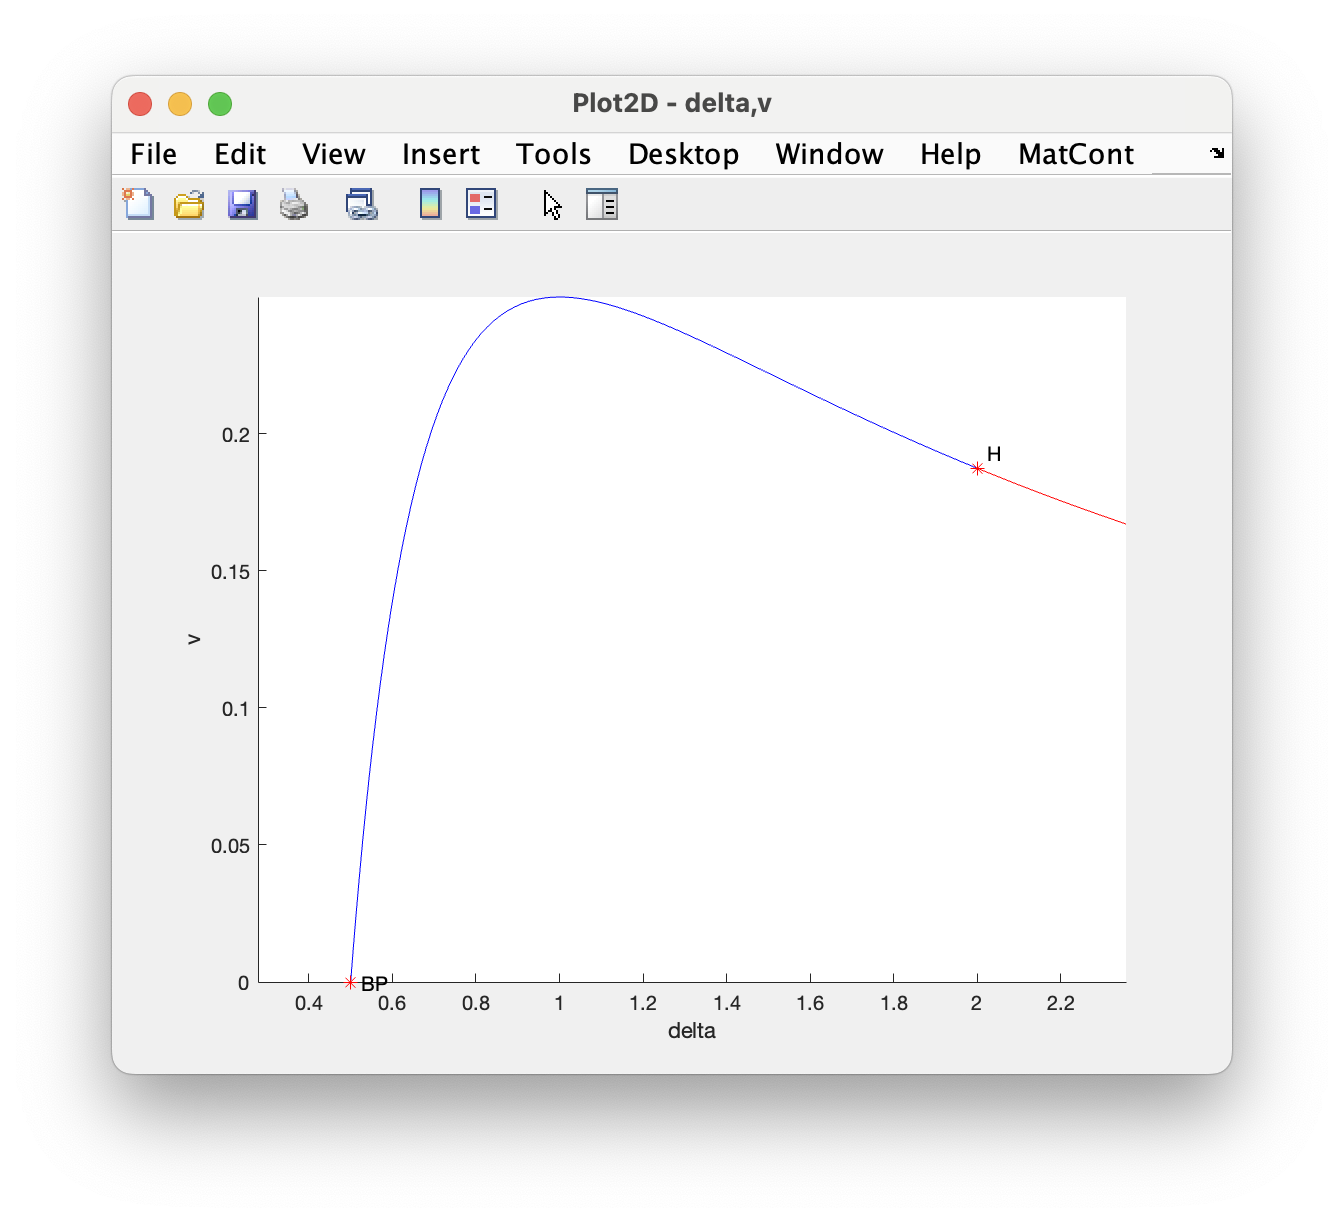 Plot2D - delta,v
File Edit View Insert Tools Desktop Window Help MatCont
H
0.2
0.15
v
0.1
0.05
0
BP
0.4 0.6 0.8 1 1.2 1.4 1.6 1.8 2 2.2
delta